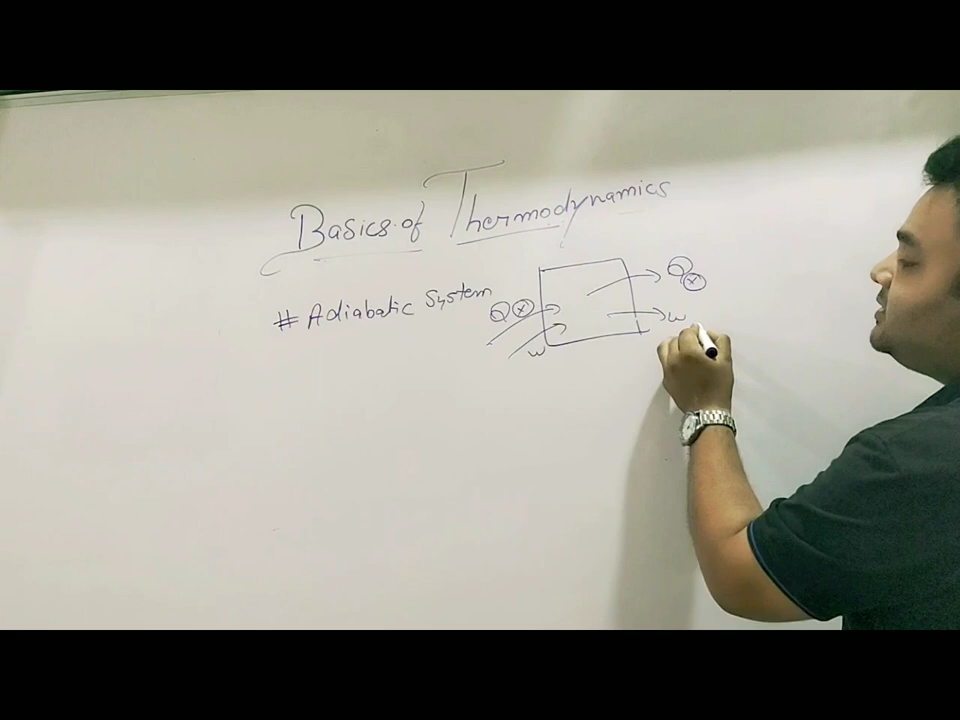 Basics of Thermodynamics
# Adiabatic System
Q x
Q x
W
W